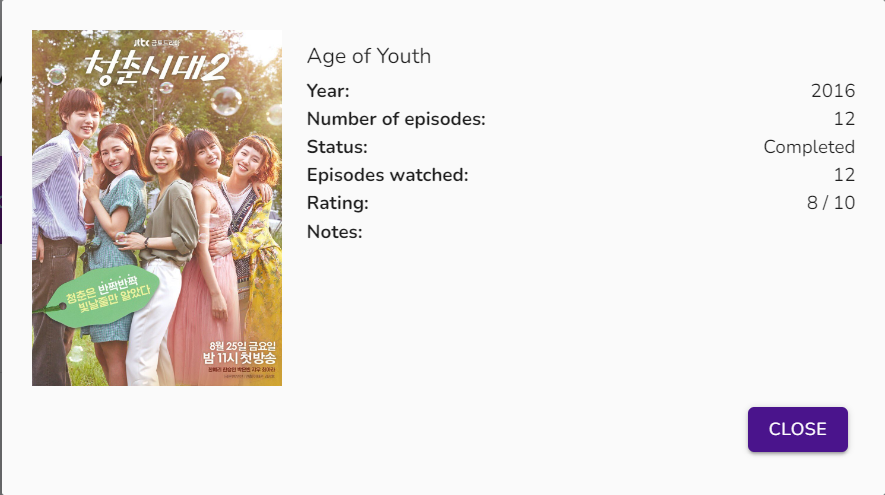 jtbc 금토드라마
청춘시대2
청춘은 반짝반짝
빛날줄만 알았다
8월 25일 금요일
밤 11시 첫 방송
Age of Youth
Year: 2016
Number of episodes: 12
Status: Completed
Episodes watched: 12
Rating: 8 / 10
Notes:
CLOSE